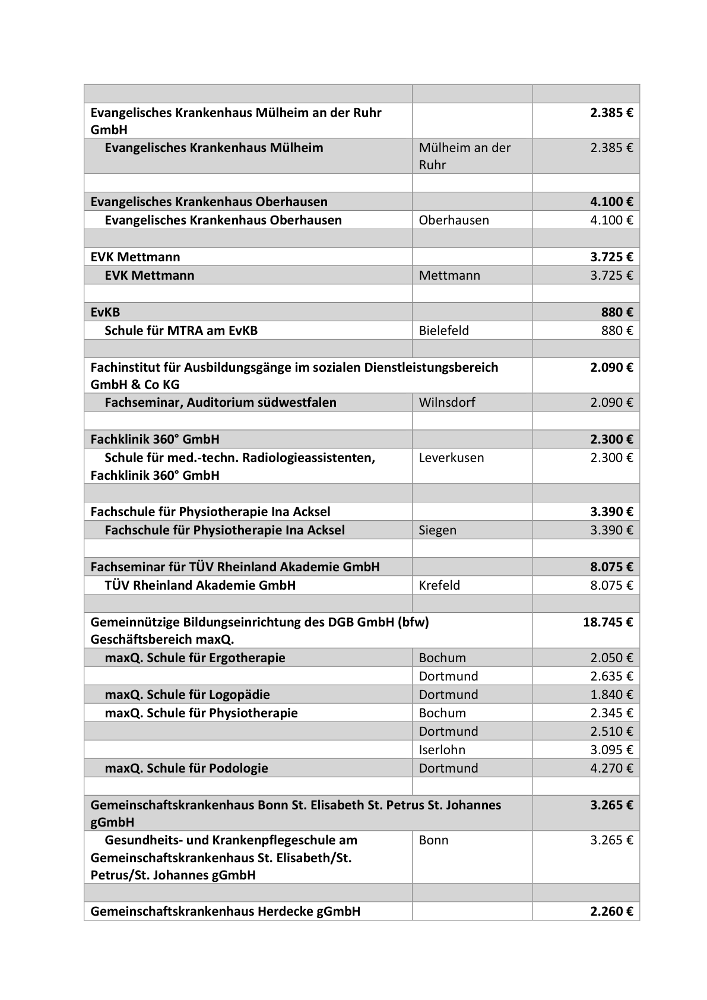 Evangelisches Krankenhaus Mülheim an der Ruhr 2.385 €
GmbH
Evangelisches Krankenhaus Mülheim Mülheim an der 2.385 €
Ruhr
Evangelisches Krankenhaus Oberhausen 4.100 €
Evangelisches Krankenhaus Oberhausen Oberhausen 4.100 €
EVK Mettmann 3.725 €
EVK Mettmann Mettmann 3.725 €
EvKB 880 €
Schule für MTRA am EvKB Bielefeld 880 €
Fachinstitut für Ausbildungsgänge im sozialen Dienstleistungsbereich 2.090 €
GmbH & Co KG
Fachseminar, Auditorium südwestfalen Wilnsdorf 2.090 €
Fachklinik 360° GmbH 2.300 €
Schule für med.-techn. Radiologieassistenten, Leverkusen 2.300 €
Fachklinik 360° GmbH
Fachschule für Physiotherapie Ina Acksel 3.390 €
Fachschule für Physiotherapie Ina Acksel Siegen 3.390 €
Fachseminar für TÜV Rheinland Akademie GmbH 8.075 €
TÜV Rheinland Akademie GmbH Krefeld 8.075 €
Gemeinnützige Bildungseinrichtung des DGB GmbH (bfw) 18.745 €
Geschäftsbereich maxQ.
maxQ. Schule für Ergotherapie Bochum 2.050 €
Dortmund 2.635 €
maxQ. Schule für Logopädie Dortmund 1.840 €
maxQ. Schule für Physiotherapie Bochum 2.345 €
Dortmund 2.510 €
Iserlohn 3.095 €
maxQ. Schule für Podologie Dortmund 4.270 €
Gemeinschaftskrankenhaus Bonn St. Elisabeth St. Petrus St. Johannes 3.265 €
gGmbH
Gesundheits- und Krankenpflegeschule am Bonn 3.265 €
Gemeinschaftskrankenhaus St. Elisabeth/St.
Petrus/St. Johannes gGmbH
Gemeinschaftskrankenhaus Herdecke gGmbH 2.260 €